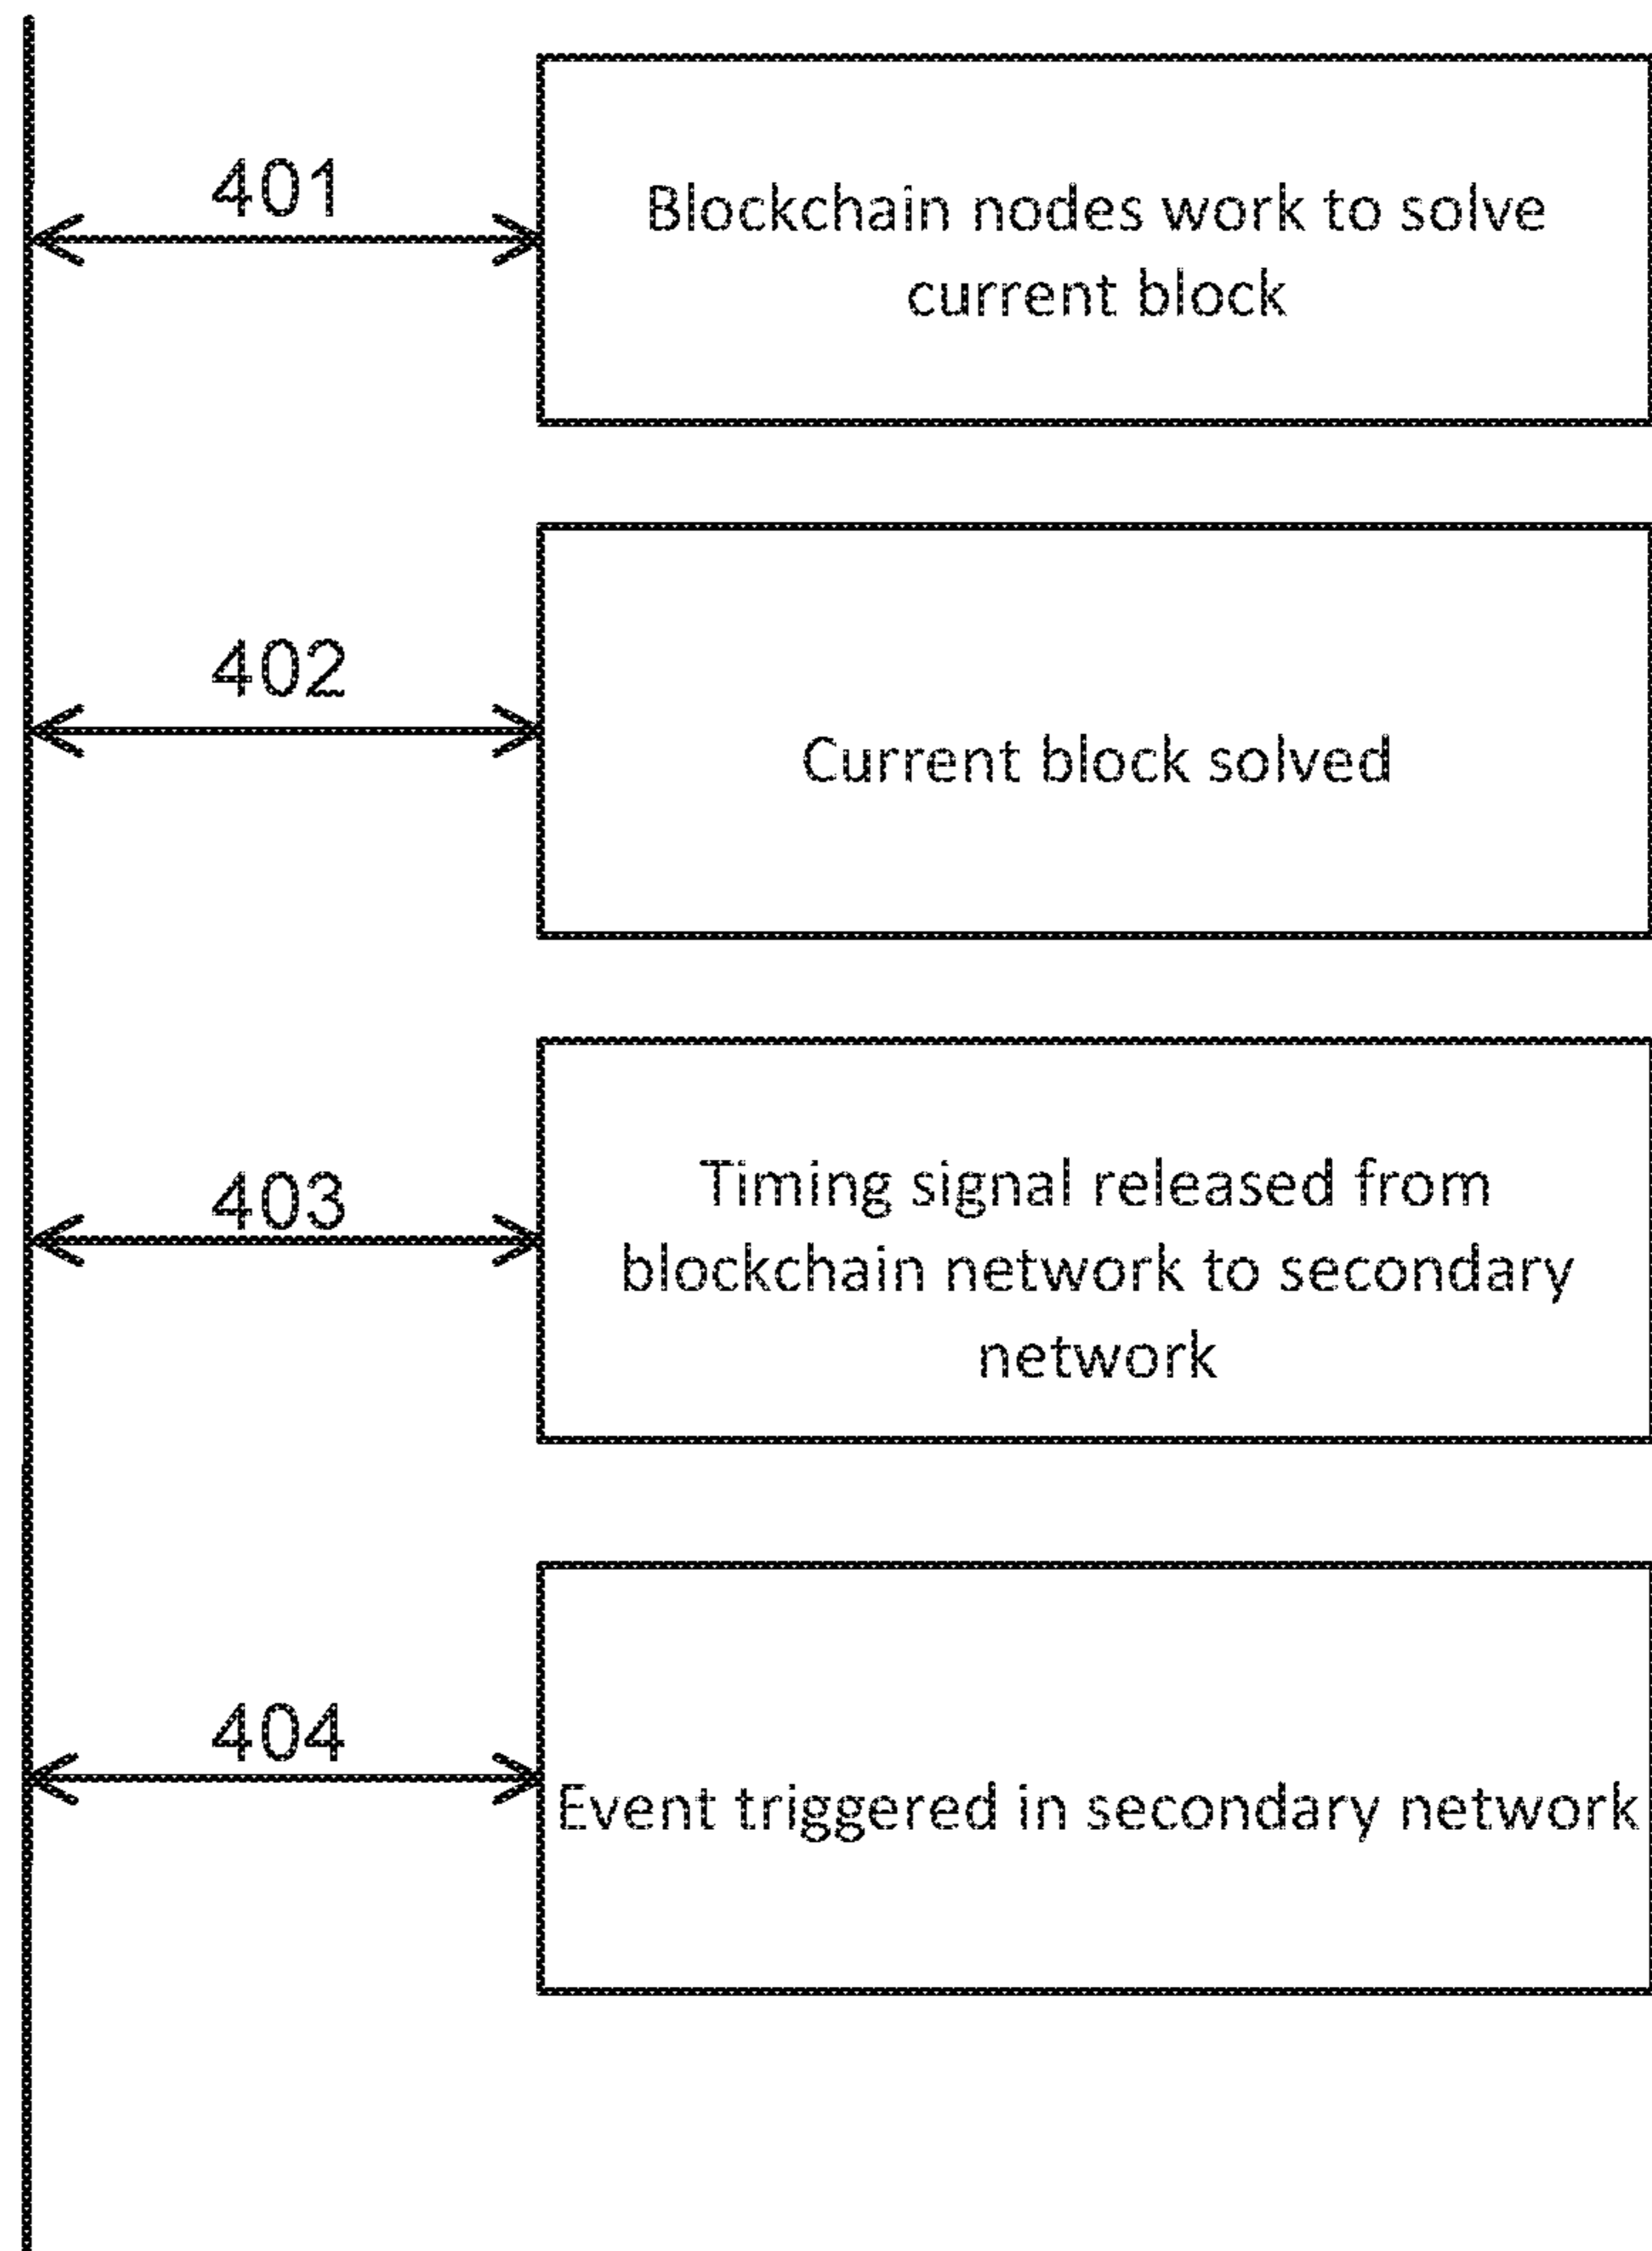 401
Blockchain nodes work to solve
current block
402
Current block solved
403
Timing signal released from
blockchain network to secondary
network
404
Event triggered in secondary network